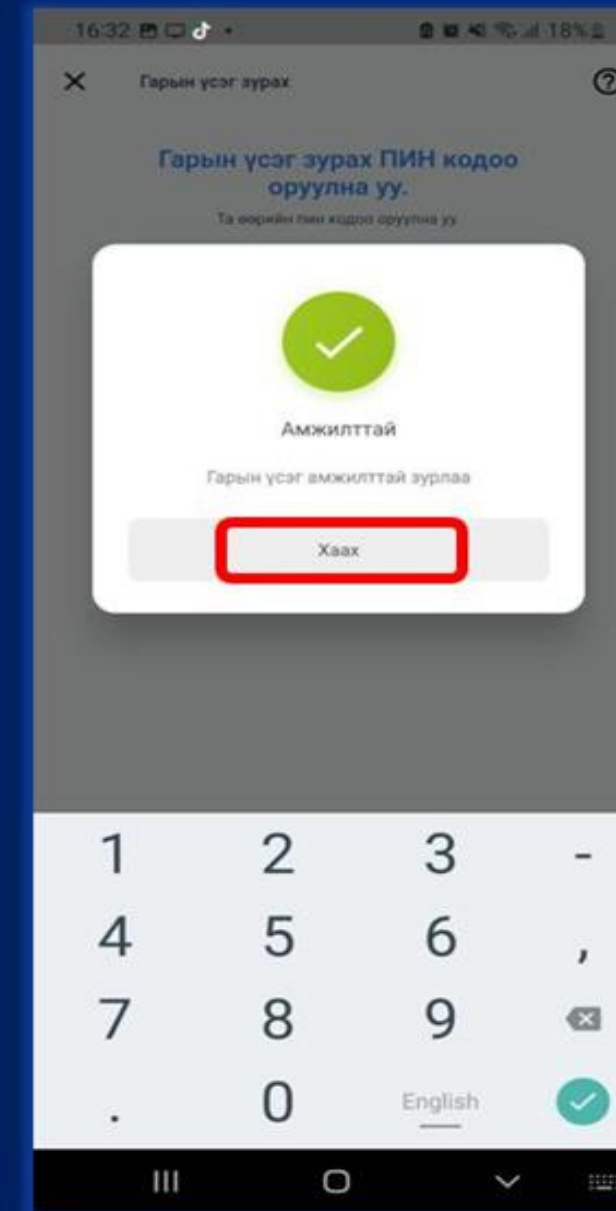 16:32 18%
Гарын үсэг зурах
Гарын үсэг зурах ПИН кодоо
оруулна уу.
Та өөрийн пин кодоо оруулна уу
Амжилттай
Гарын үсэг амжилттай зурлаа
Хаах
1 2 3 -
4 5 6 ,
7 8 9
. 0 English